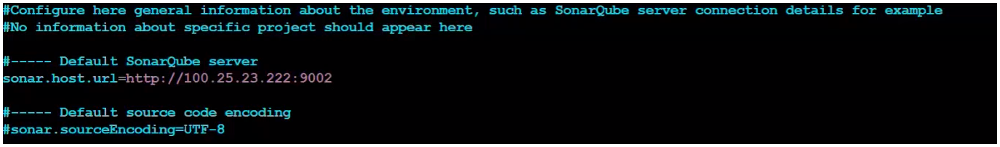 #Configure here general information about the environment, such as SonarQube server connection details for example
#No information about specific project should appear here
#----- Default SonarQube server
sonar.host.url=http://100.25.23.222:9002
#----- Default source code encoding
#sonar.sourceEncoding=UTF-8